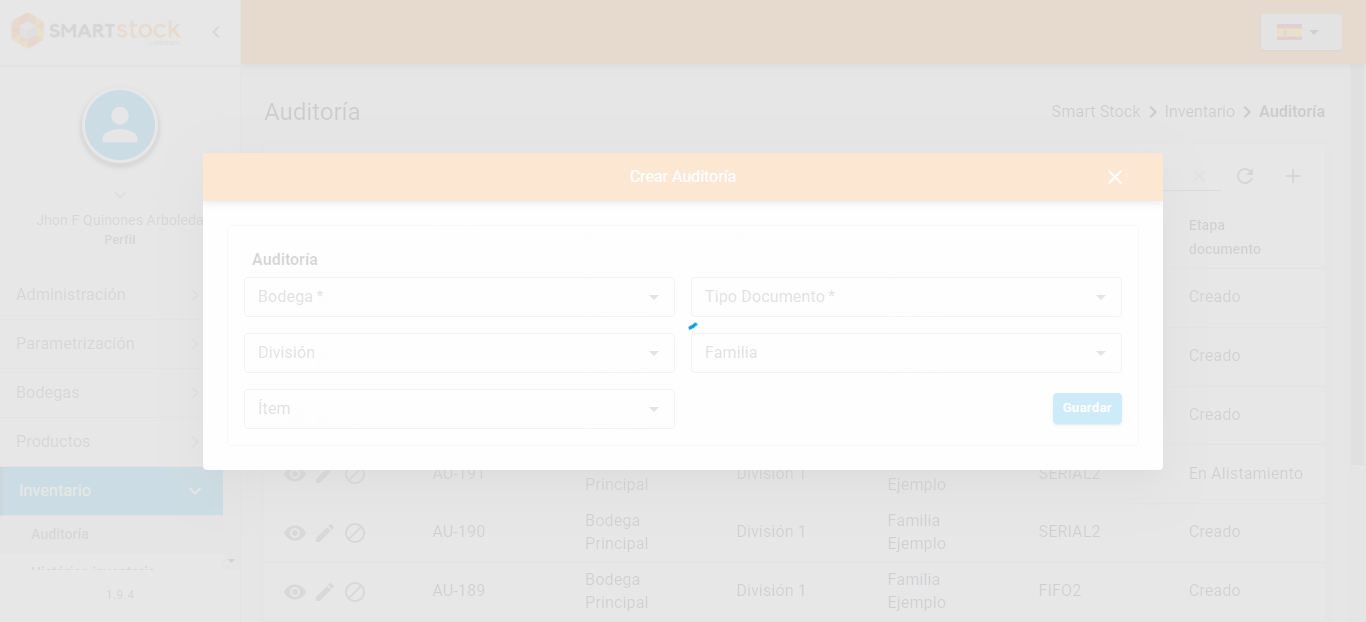 SMARTstock
Auditoría
Smart Stock
Inventario
Auditoría
Jhon F Quinones Arboleda
Perfil
Administración
Parametrización
Bodegas
Productos
Inventario
Auditoría
1.9.4
Crear Auditoría
Auditoría
Bodega *
Tipo Documento *
División
Familia
Ítem
Guardar
Etapa
documento
Creado
Creado
Creado
AU-191
Principal
División 1
Ejemplo
SERIAL2
En Alistamiento
AU-190
Bodega
Principal
División 1
Familia
Ejemplo
SERIAL2
Creado
AU-189
Bodega
Principal
División 1
Familia
Ejemplo
FIFO2
Creado